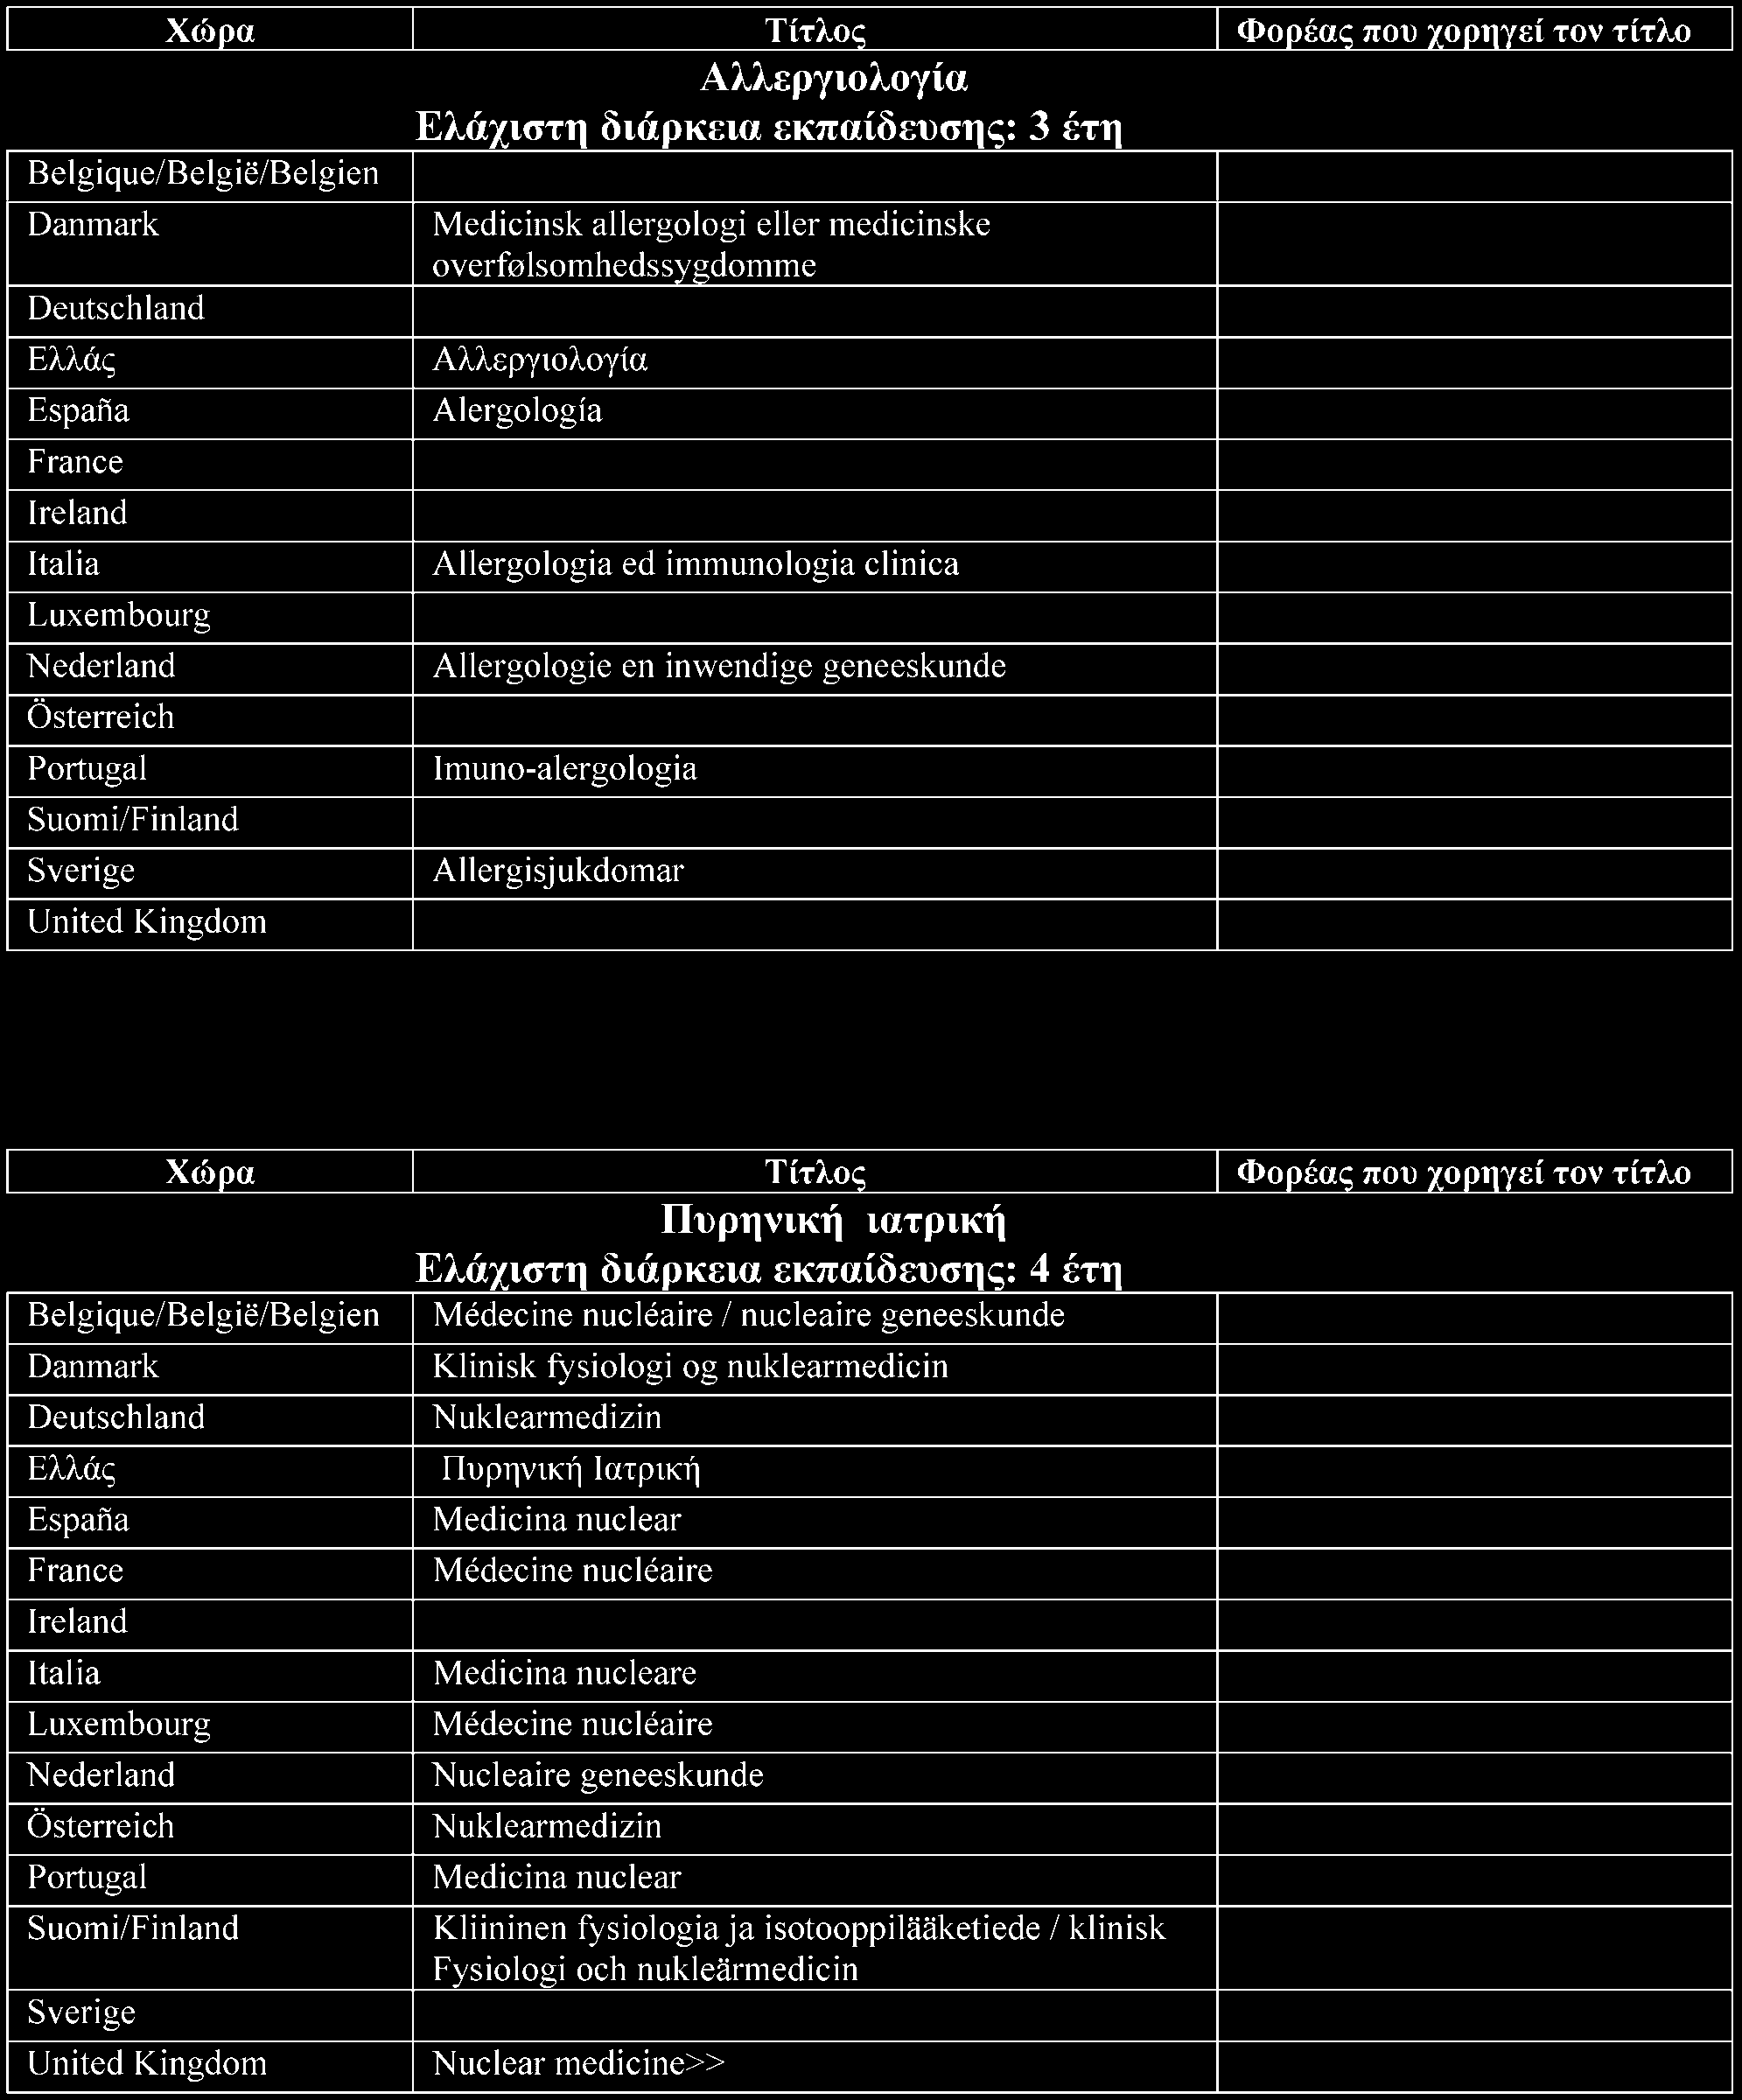 Χώρα Τίτλος Φορέας που χορηγεί τον τίτλο
Αλλεργιολογία
Ελάχιστη διάρκεια εκπαίδευσης: 3 έτη
Belgique/België/Belgien
Danmark Medicinsk allergologi eller medicinske
overfølsomhedssygdomme
Deutschland
Ελλάς Αλλεργιολογία
España Alergología
France
Ireland
Italia Allergologia ed immunologia clinica
Luxembourg
Nederland Allergologie en inwendige geneeskunde
Österreich
Portugal Imuno-alergologia
Suomi/Finland
Sverige Allergisjukdomar
United Kingdom
Χώρα Τίτλος Φορέας που χορηγεί τον τίτλο
Πυρηνική ιατρική
Ελάχιστη διάρκεια εκπαίδευσης: 4 έτη
Belgique/België/Belgien Médecine nucléaire / nucleaire geneeskunde
Danmark Klinisk fysiologi og nuklearmedicin
Deutschland Nuklearmedizin
Ελλάς Πυρηνική Ιατρική
España Medicina nuclear
France Médecine nucléaire
Ireland
Italia Medicina nucleare
Luxembourg Médecine nucléaire
Nederland Nucleaire geneeskunde
Österreich Nuklearmedizin
Portugal Medicina nuclear
Suomi/Finland Kliininen fysiologia ja isotooppilääketiede / klinisk
Fysiologi och nukleärmedicin
Sverige
United Kingdom Nuclear medicine>>